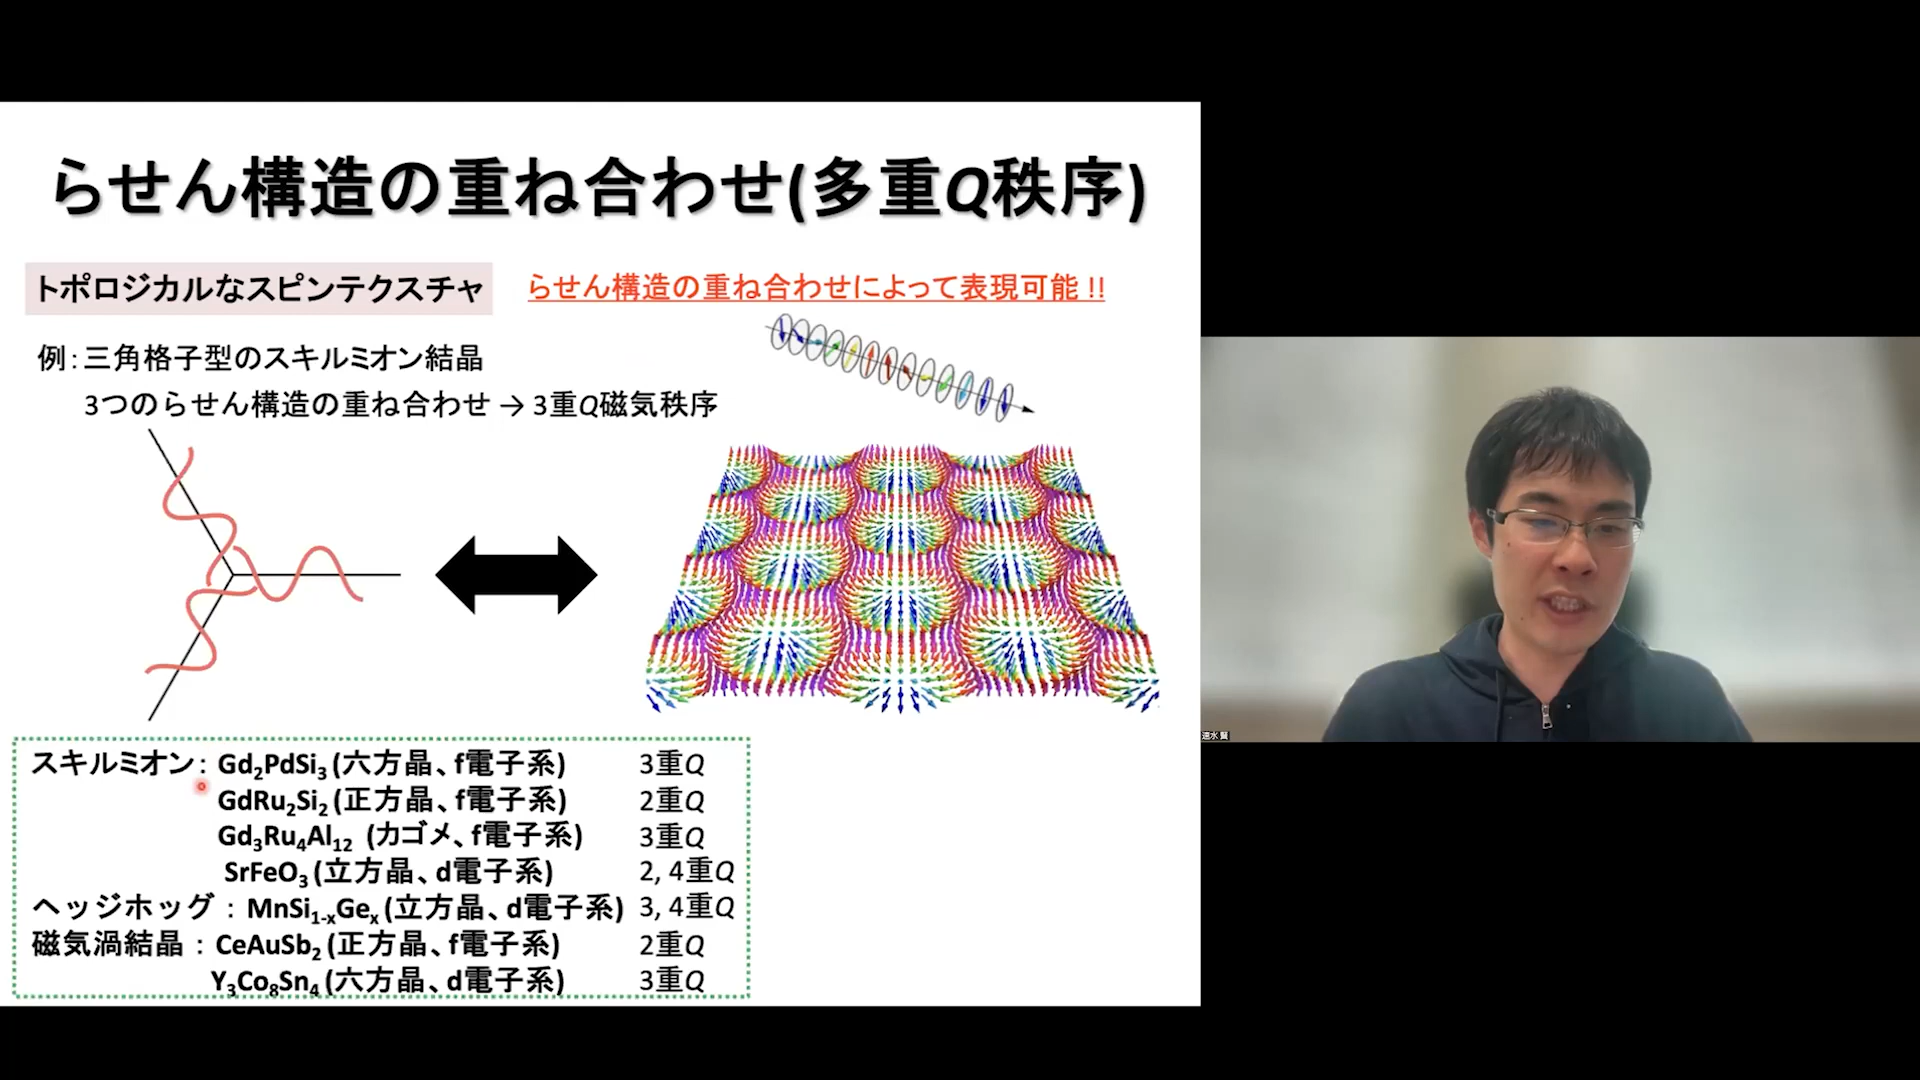 らせん構造の重ね合わせ(多重Q秩序)
トポロジカルなスピンテクスチャ
らせん構造の重ね合わせによって表現可能 !!
例：三角格子型のスキルミオン結晶
3つのらせん構造の重ね合わせ → 3重Q磁気秩序
スキルミオン： Gd₂PdSi₃ (六方晶、f電子系) 3重Q
GdRu₂Si₂ (正方晶、f電子系) 2重Q
Gd₃Ru₄Al₁₂ (カゴメ、f電子系) 3重Q
SrFeO₃ (立方晶、d電子系) 2, 4重Q
ヘッジホッグ： MnSi₁₋ₓGeₓ (立方晶、d電子系) 3, 4重Q
磁気渦結晶： CeAuSb₂ (正方晶、f電子系) 2重Q
Y₃Co₈Sn₄ (六方晶、d電子系) 3重Q
速水 賢